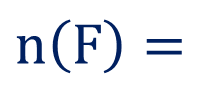 n(F) =